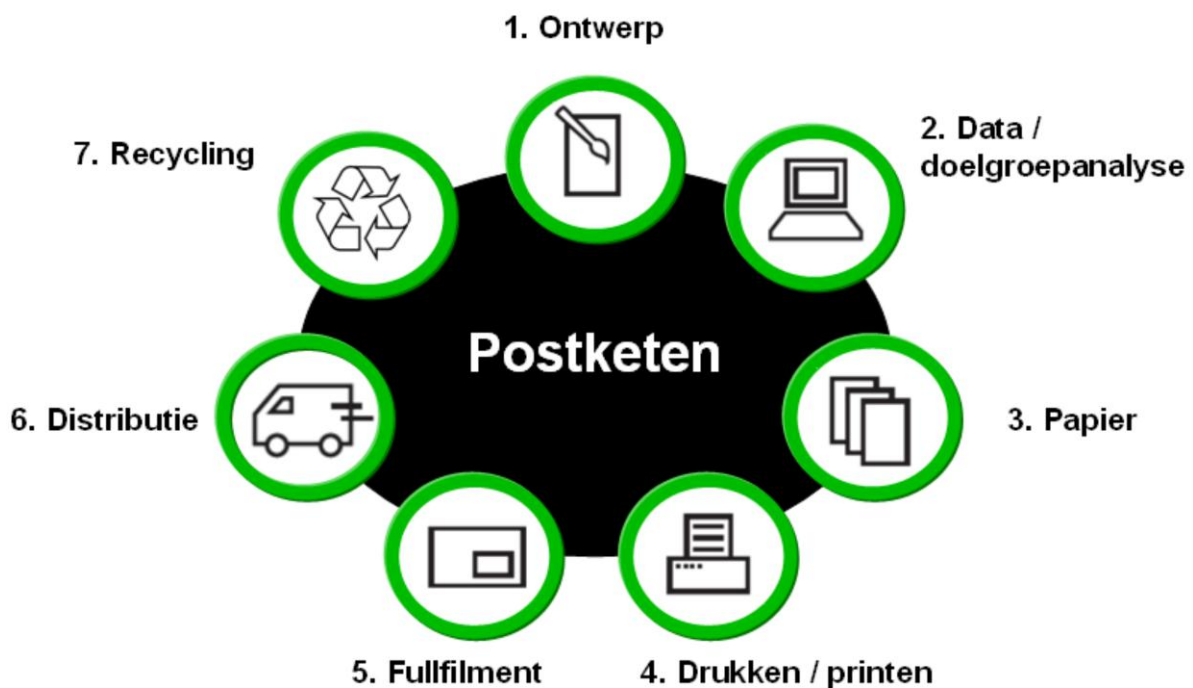 1. Ontwerp
2. Data /
doelgroepanalyse
3. Papier
4. Drukken / printen
5. Fullfilment
6. Distributie
7. Recycling
Postketen